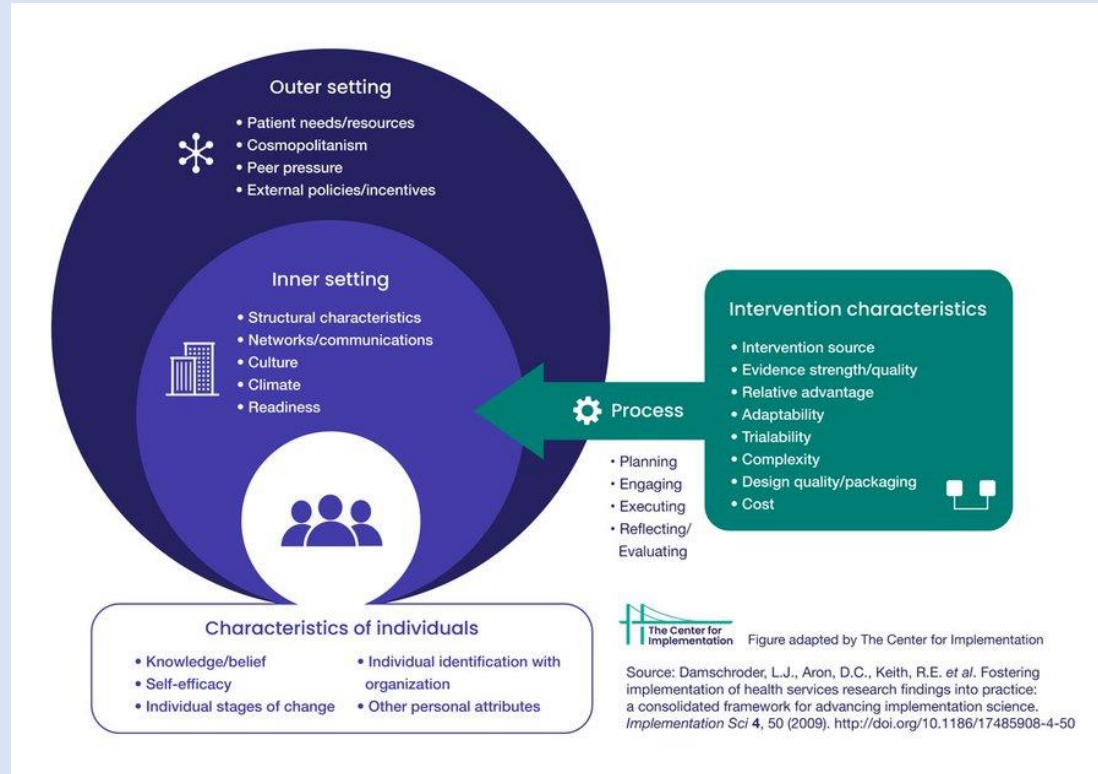 Outer setting
• Patient needs/resources
• Cosmopolitanism
• Peer pressure
• External policies/incentives
Inner setting
• Structural characteristics
• Networks/communications
• Culture
• Climate
• Readiness
Process
• Planning
• Engaging
• Executing
• Reflecting/
Evaluating
Intervention characteristics
• Intervention source
• Evidence strength/quality
• Relative advantage
• Adaptability
• Trialability
• Complexity
• Design quality/packaging
• Cost
Characteristics of individuals
• Knowledge/belief
• Self-efficacy
• Individual stages of change
• Individual identification with
organization
• Other personal attributes
The Center for
Implementation
Figure adapted by The Center for Implementation
Source: Damschroder, L.J., Aron, D.C., Keith, R.E. et al. Fostering
implementation of health services research findings into practice:
a consolidated framework for advancing implementation science.
Implementation Sci 4, 50 (2009). http://doi.org/10.1186/17485908-4-50